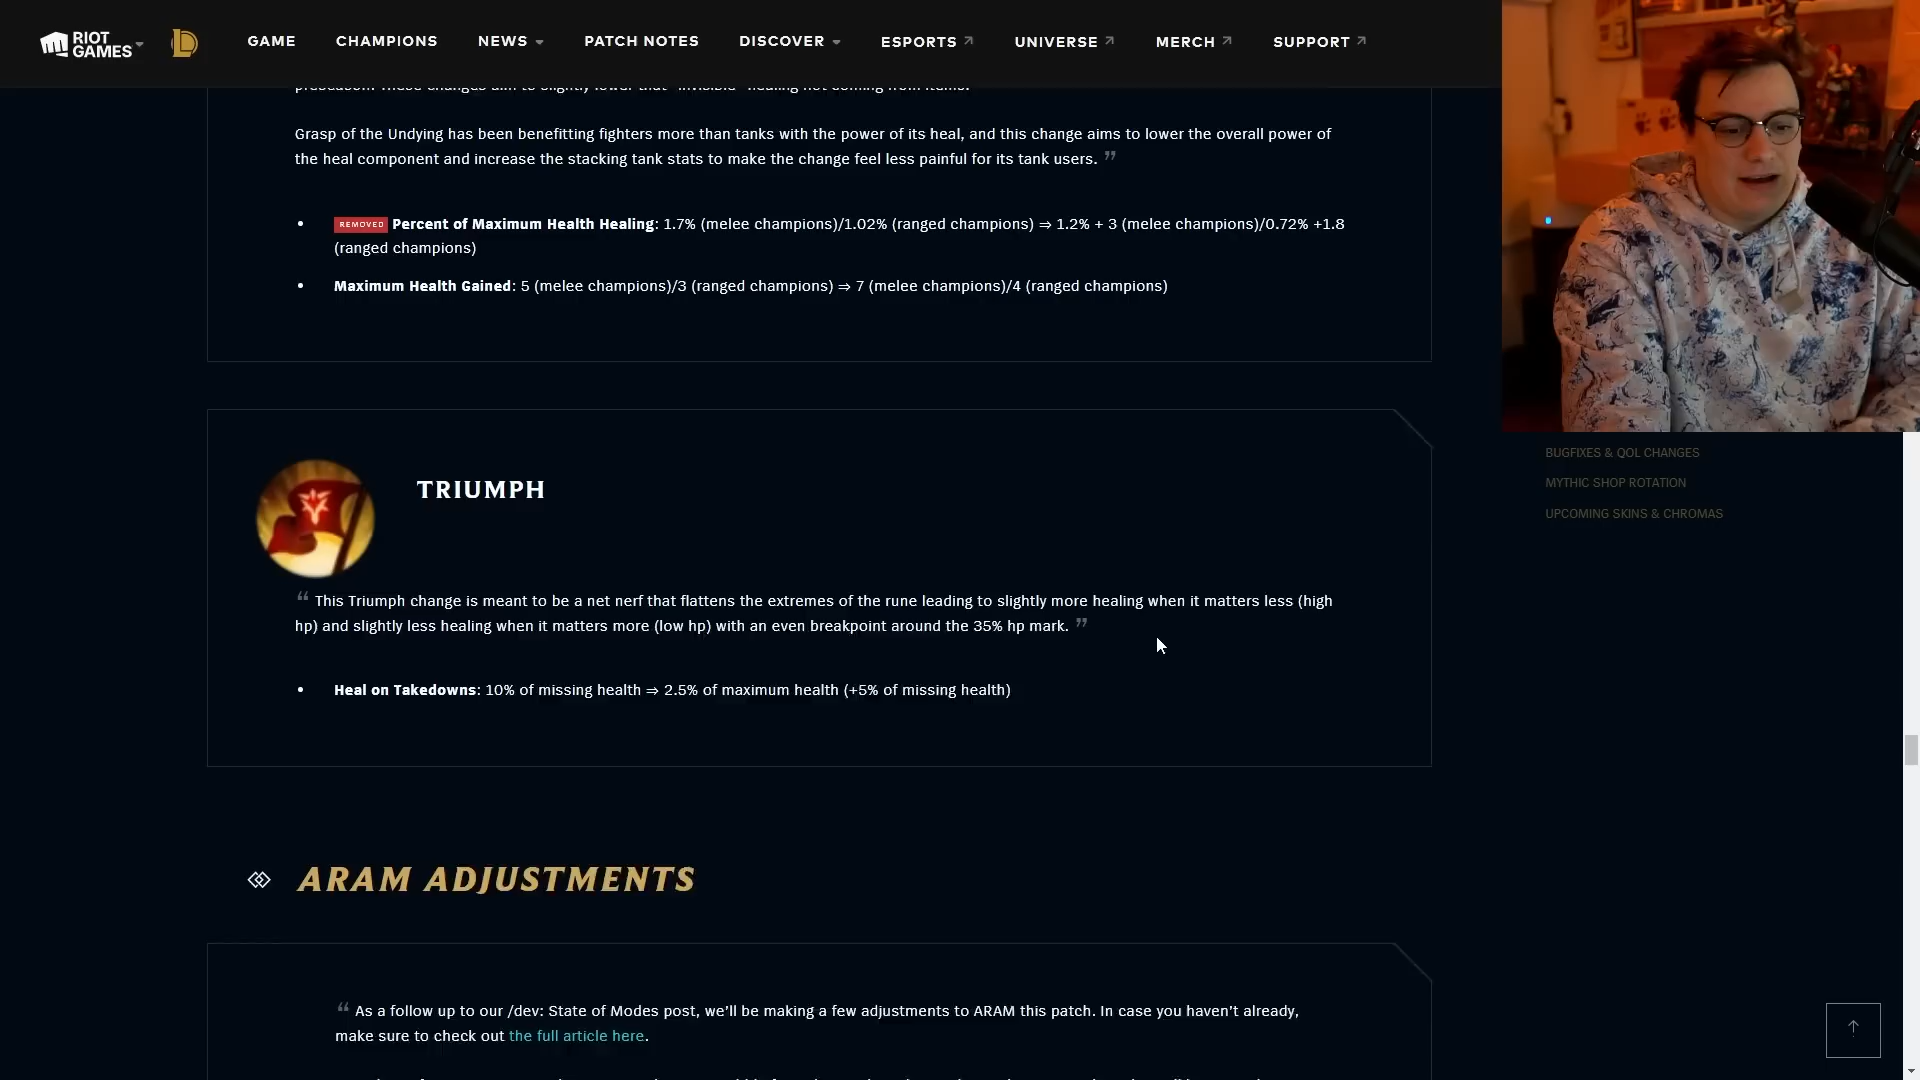 RIOT GAMES
GAME
CHAMPIONS
NEWS
PATCH NOTES
DISCOVER
ESPORTS
UNIVERSE
MERCH
SUPPORT
Grasp of the Undying has been benefitting fighters more than tanks with the power of its heal, and this change aims to lower the overall power of
the heal component and increase the stacking tank stats to make the change feel less painful for its tank users. ”
• REMOVED Percent of Maximum Health Healing: 1.7% (melee champions)/1.02% (ranged champions) ⇒ 1.2% + 3 (melee champions)/0.72% +1.8
(ranged champions)
• Maximum Health Gained: 5 (melee champions)/3 (ranged champions) ⇒ 7 (melee champions)/4 (ranged champions)
TRIUMPH
“ This Triumph change is meant to be a net nerf that flattens the extremes of the rune leading to slightly more healing when it matters less (high
hp) and slightly less healing when it matters more (low hp) with an even breakpoint around the 35% hp mark. ”
• Heal on Takedowns: 10% of missing health ⇒ 2.5% of maximum health (+5% of missing health)
ARAM ADJUSTMENTS
“ As a follow up to our /dev: State of Modes post, we’ll be making a few adjustments to ARAM this patch. In case you haven’t already,
make sure to check out the full article here.
BUGFIXES & QOL CHANGES
MYTHIC SHOP ROTATION
UPCOMING SKINS & CHROMAS